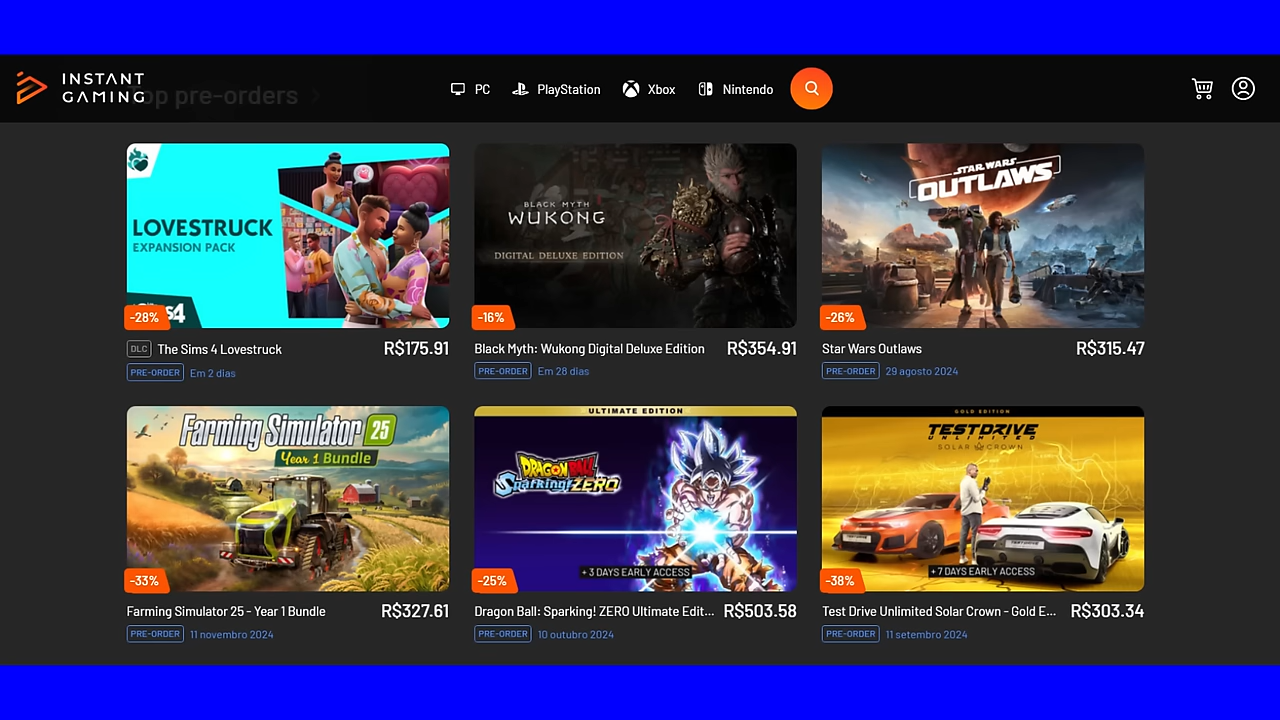 INSTANT
GAMING
Top pre-orders
PC
PlayStation
Xbox
Nintendo
LOVESTRUCK
EXPANSION PACK
-28%
DLC The Sims 4 Lovestruck R$175.91
PRE-ORDER Em 2 dias
BLACK MYTH
WUKONG
DIGITAL DELUXE EDITION
-16%
Black Myth: Wukong Digital Deluxe Edition R$354.91
PRE-ORDER Em 28 dias
STAR WARS
OUTLAWS
-26%
Star Wars Outlaws R$315.47
PRE-ORDER 29 agosto 2024
Farming Simulator 25
Year 1 Bundle
-33%
Farming Simulator 25 - Year 1 Bundle R$327.61
PRE-ORDER 11 novembro 2024
ULTIMATE EDITION
DRAGON BALL
Sparking! ZERO
+ 3 DAYS EARLY ACCESS
-25%
Dragon Ball: Sparking! ZERO Ultimate Edit... R$503.58
PRE-ORDER 10 outubro 2024
GOLD EDITION
TEST DRIVE
UNLIMITED
SOLAR CROWN
TESTDRIVE
TESTDRIVE
+ 7 DAYS EARLY ACCESS
-38%
Test Drive Unlimited Solar Crown - Gold E... R$303.34
PRE-ORDER 11 setembro 2024